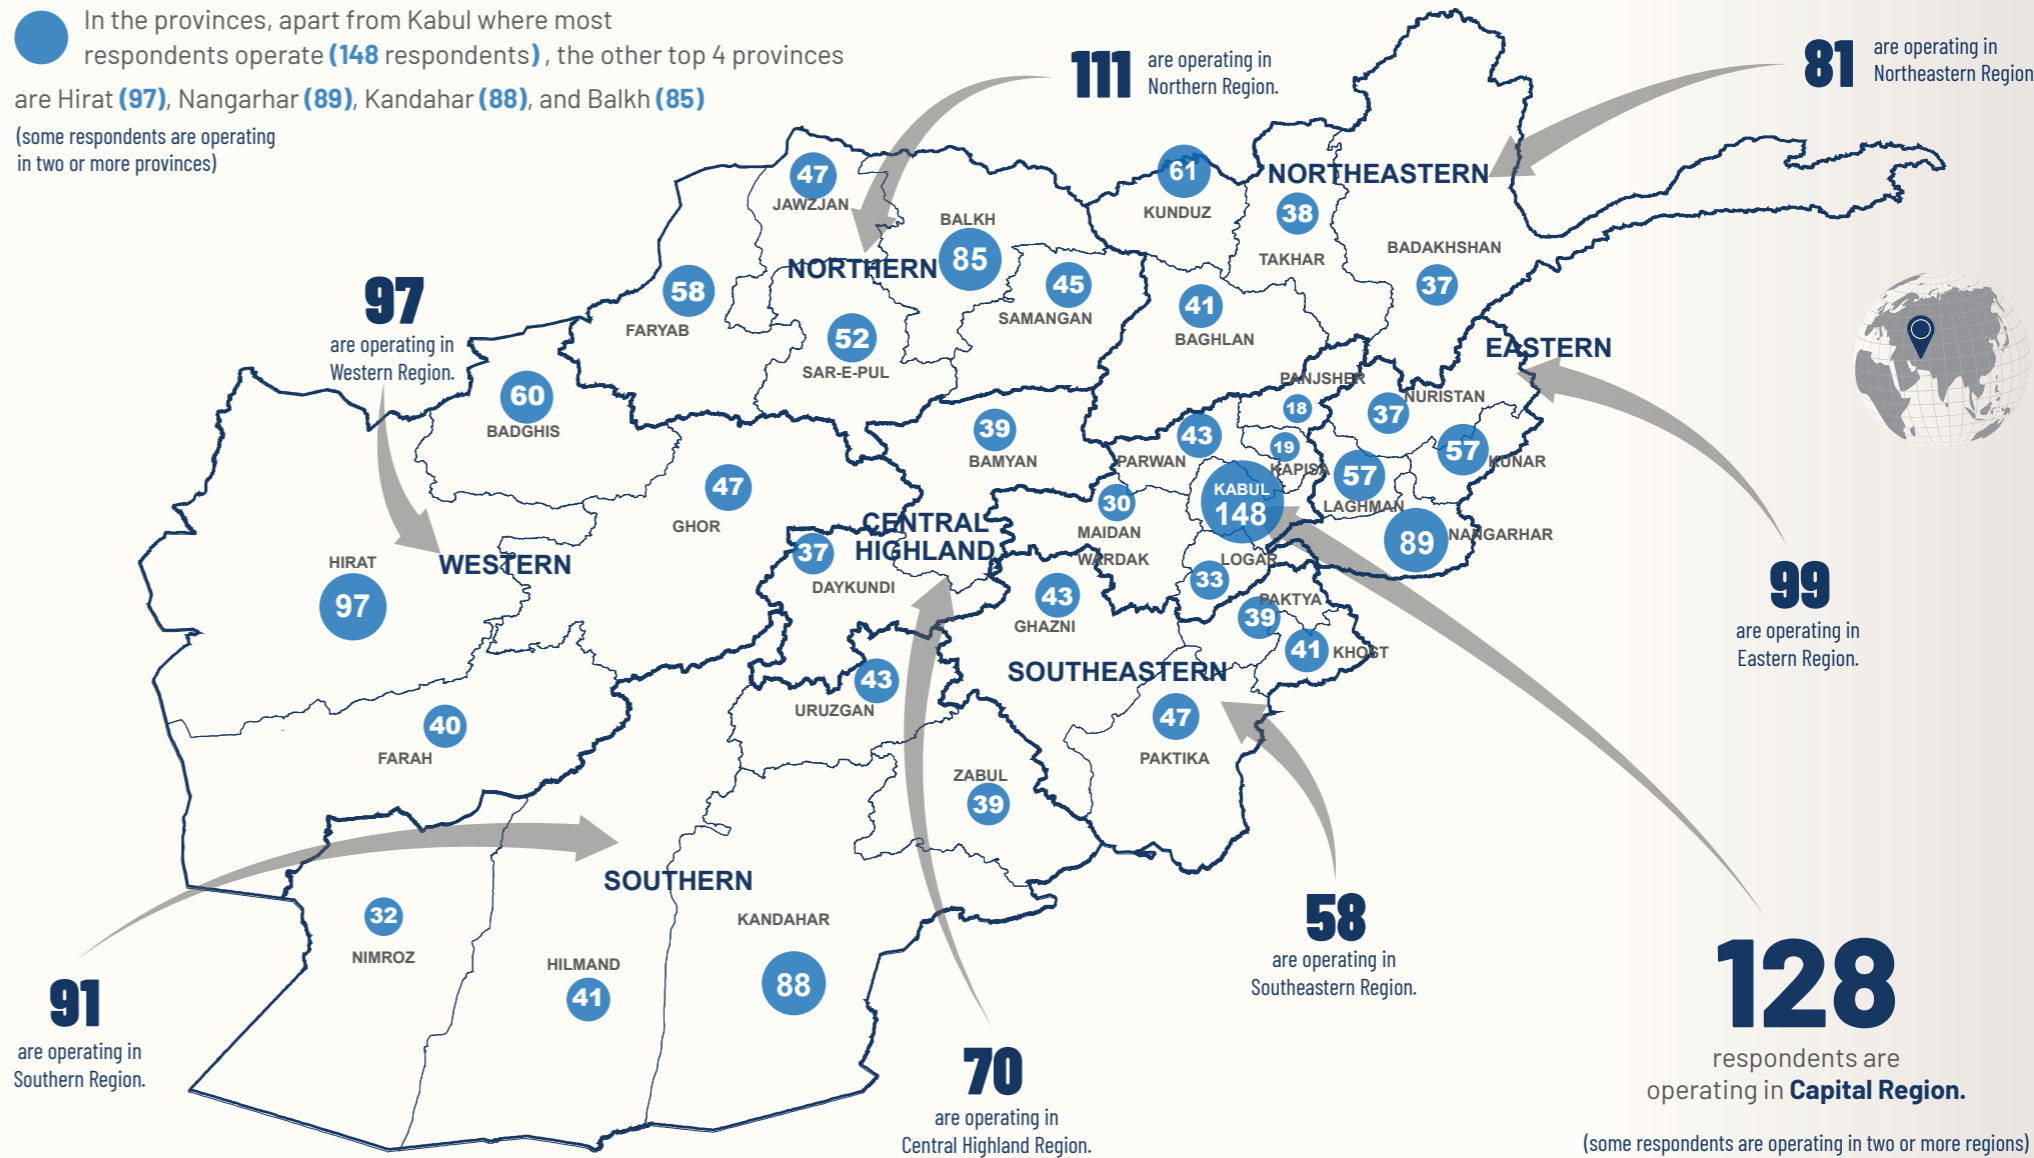 In the provinces, apart from Kabul where most
respondents operate (148 respenondents) , the other top 4 provinces
are Hirat (97), Nangarhar (89), Kandahar (88), and Balkh (85)
(some respondents are operating
in two or more provinces)
111
are operating in
Northern Region.
81
are operating in
Northeastern Region
97
are operating in
Western Region.
47
JAWZJAN
BALKH
85
NORTHERN
58
FARYAB
52
SAR-E-PUL
45
SAMANGAN
61
KUNDUZ
NORTHEASTERN
38
TAKHAR
BADAKHSHAN
37
41
BAGHLAN
EASTERN
PANJSHER
18
NURISTAN
37
57
KUNAR
60
BADGHIS
39
BAMYAN
43
PARWAN
19
KAPISA
57
LAGHMAN
KABUL
148
89
NANGARHAR
47
GHOR
30
MAIDAN
WARDAK
CENTRAL
HIGHLAND
37
DAYKUNDI
HIRAT
97
WESTERN
LOGAR
33
43
GHAZNI
PAKTYA
39
41
KHOST
SOUTHEASTERN
47
PAKTIKA
43
URUZGAN
40
FARAH
ZABUL
39
SOUTHERN
32
NIMROZ
HILMAND
41
KANDAHAR
88
99
are operating in
Eastern Region.
58
are operating in
Southeastern Region.
91
are operating in
Southern Region.
70
are operating in
Central Highland Region.
128
respondents are
operating in Capital Region.
(some respondents are operating in two or more regions)